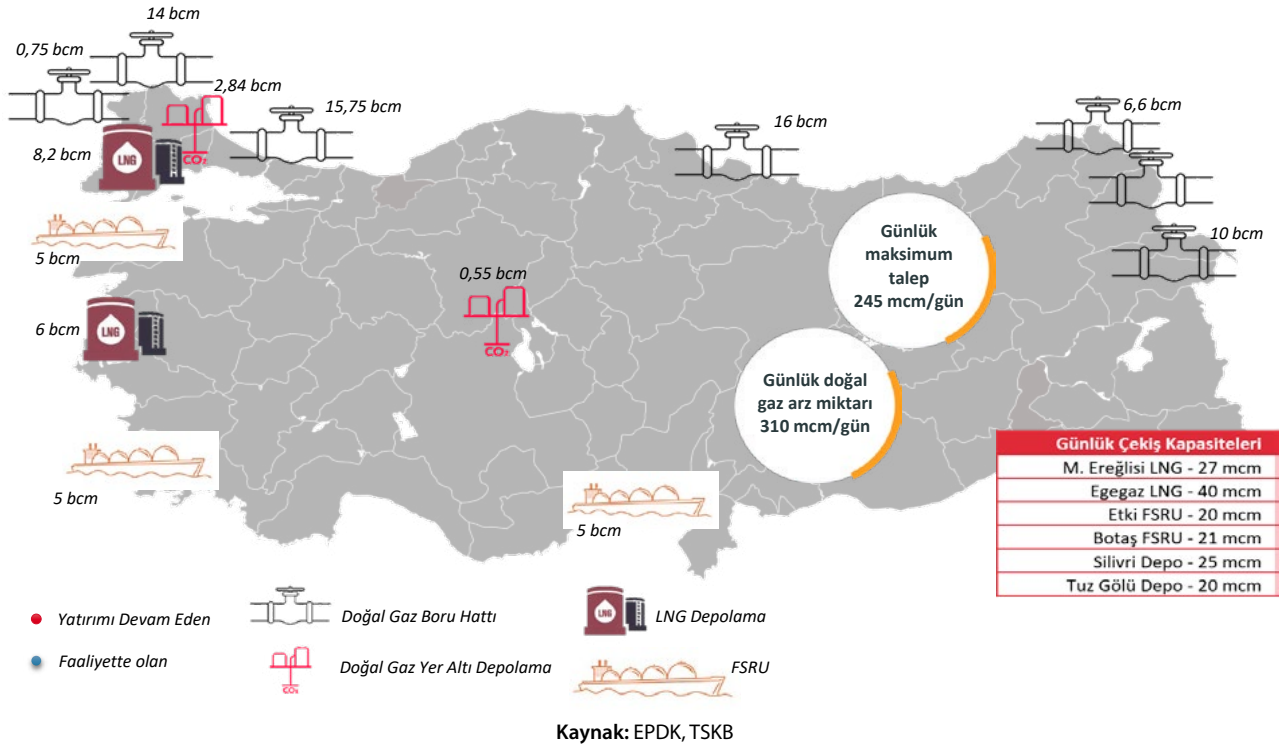 14 bcm
0,75 bcm
2,84 bcm
15,75 bcm
6,6 bcm
16 bcm
8,2 bcm
LNG
CO₂
Günlük
maksimum
talep
245 mcm/gün
10 bcm
5 bcm
0,55 bcm
LNG
6 bcm
CO₂
Günlük doğal
gaz arz miktarı
310 mcm/gün
Günlük Çekiş Kapasiteleri
M. Ereğlisi LNG - 27 mcm
Egegaz LNG - 40 mcm
Etki FSRU - 20 mcm
Botaş FSRU - 21 mcm
Silivri Depo - 25 mcm
Tuz Gölü Depo - 20 mcm
5 bcm
5 bcm
Yatırımı Devam Eden
Doğal Gaz Boru Hattı
LNG
LNG Depolama
Faaliyette olan
CO₂
Doğal Gaz Yer Altı Depolama
FSRU
Kaynak: EPDK, TSKB